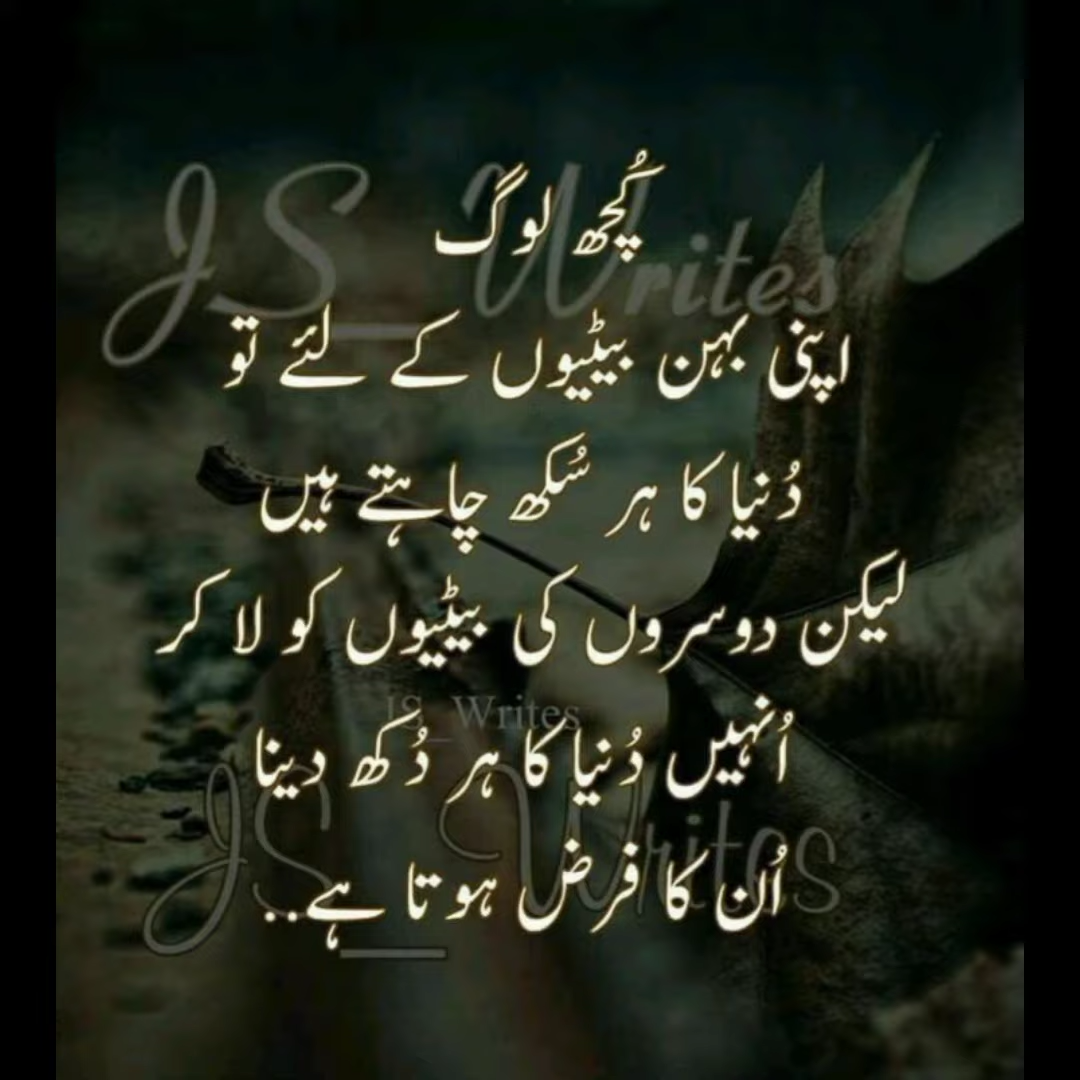 JS_Writes
کُچھ لوگ
اپنی بہن بیٹیوں کے لئے تو
دُنیا کا ہر سُکھ چاہتے ہیں
لیکن دوسروں کی بیٹیوں کو لا کر
JS_Writes
اُنہیں دُنیا کا ہر دُکھ دینا
JS_Writes
اُن کا فرض ہوتا ہے..